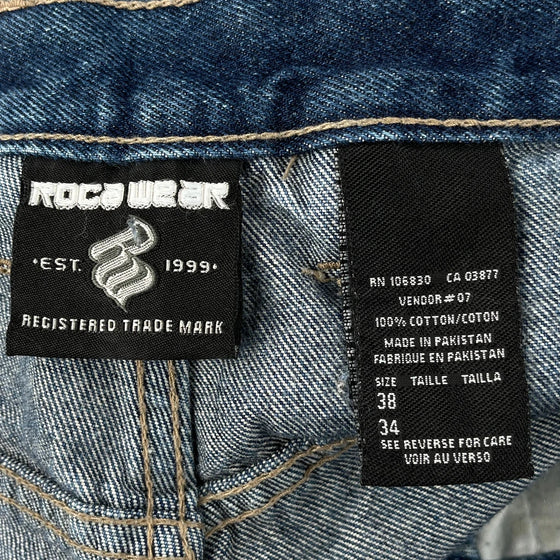 ROCA WEAR
·EST. 1999·
REGISTERED TRADE MARK
RN 106830 CA 03877
VENDOR# 07
100% COTTON/COTON
MADE IN PAKISTAN
FABRIQUE EN PAKISTAN
SIZE TAILLE TAILLA
38
34
SEE REVERSE FOR CARE
VOIR AU VERSO